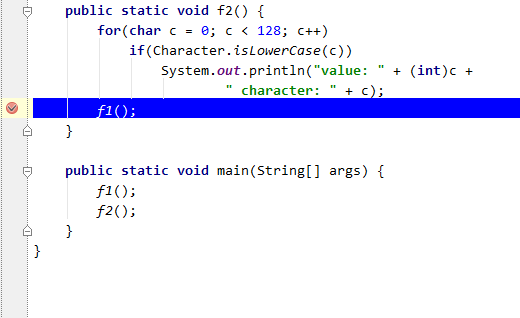 public static void f2() {
for(char c = 0; c < 128; c++)
if(Character.isLowerCase(c))
System.out.println("value: " + (int)c +
" character: " + c);
f1();
}
public static void main(String[] args) {
f1();
f2();
}
}